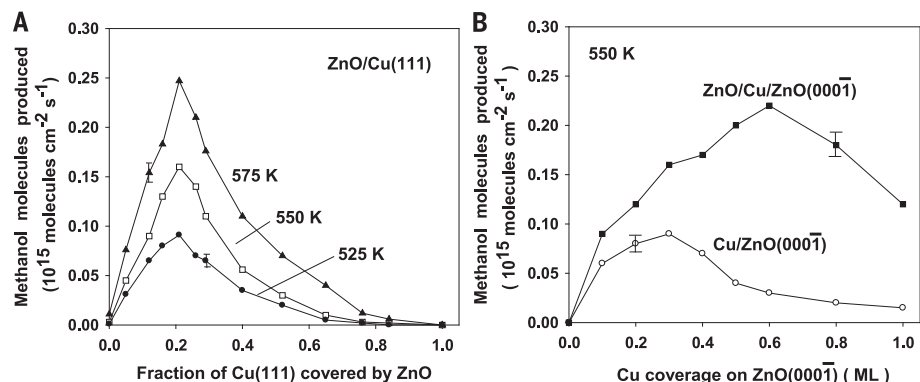 A
Methanol molecules produced
(10¹⁵ molecules cm⁻² s⁻¹)
0.30
0.25
0.20
0.15
0.10
0.05
0.00
ZnO/Cu(111)
575 K
550 K
525 K
0.0 0.2 0.4 0.6 0.8 1.0
Fraction of Cu(111) covered by ZnO
B
Methanol molecules produced
( 10¹⁵ molecules cm⁻² s⁻¹)
0.30
0.25
0.20
0.15
0.10
0.05
0.00
550 K
ZnO/Cu/ZnO(0001̅)
Cu/ZnO(0001̅)
0.0 0.2 0.4 0.6 0.8 1.0
Cu coverage on ZnO(0001̅) ( ML )